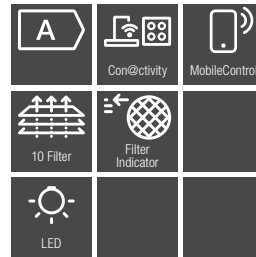 A
Con@ctivity
MobileControl
10 Filter
Filter
Indicator
LED